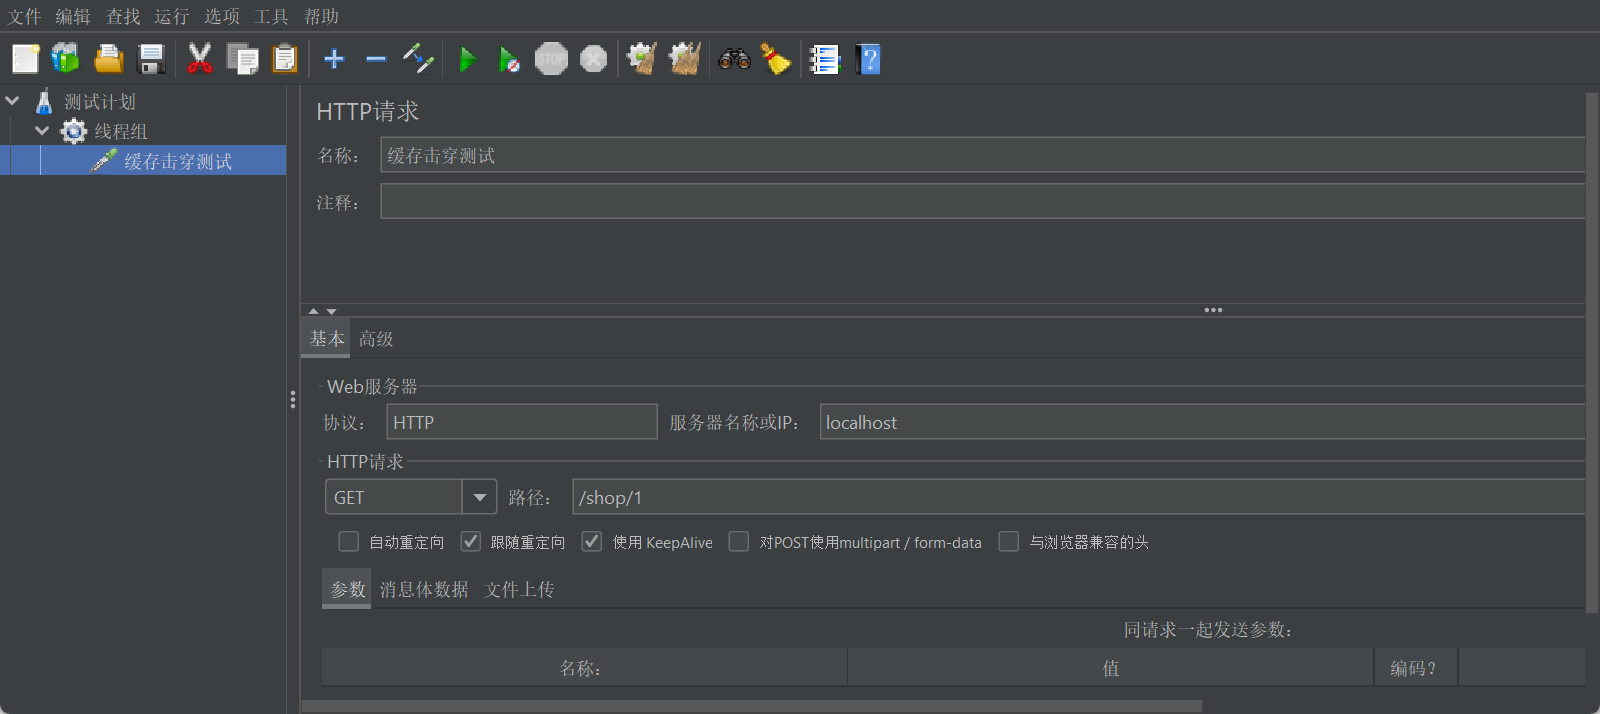 文件 编辑 查找 运行 选项 工具 帮助
STOP
测试计划
线程组
缓存击穿测试
HTTP请求
名称： 缓存击穿测试
注释：
基本 高级
Web服务器
协议： HTTP 服务器名称或IP： localhost
HTTP请求
GET 路径： /shop/1
自动重定向 跟随重定向 使用 KeepAlive 对POST使用multipart / form-data 与浏览器兼容的头
参数 消息体数据 文件上传
同请求一起发送参数：
名称： 值 编码？